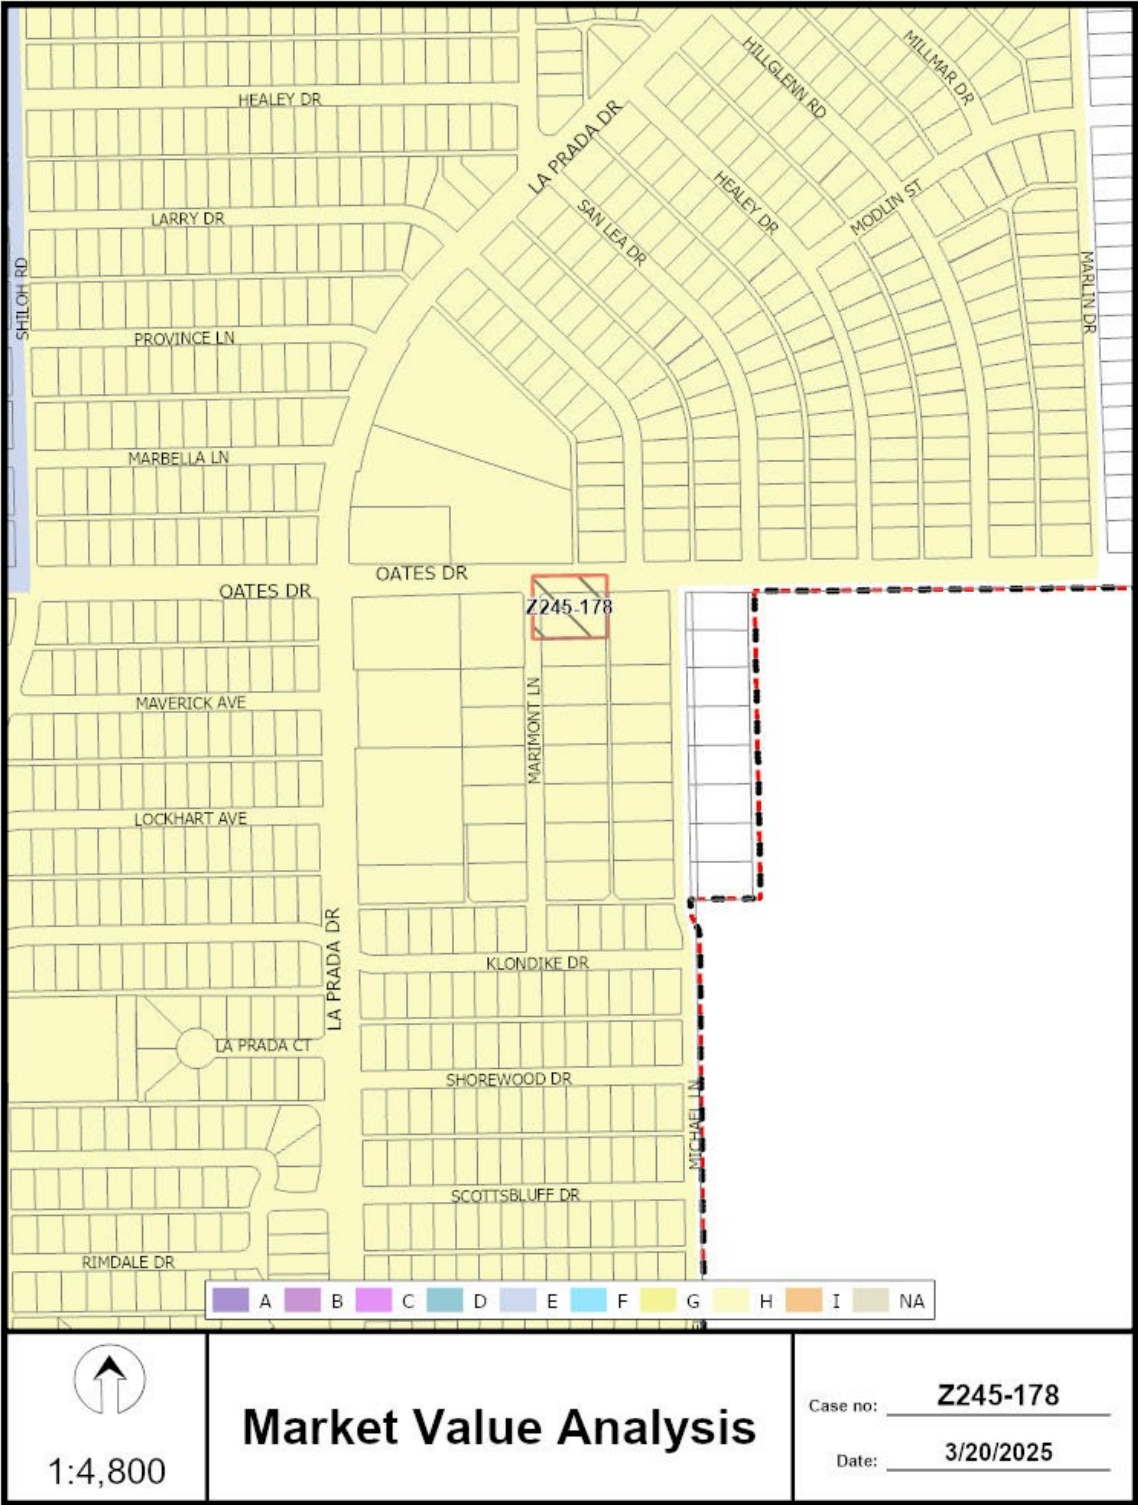 HILLGLENN RD
MILLMAR DR
HEALEY DR
LA PRADA DR
HEALEY DR
MODLIN ST
LARRY DR
SAN LEA DR
SHILOH RD
MARLIN DR
PROVINCE LN
MARBELLA LN
OATES DR
OATES DR
Z245-178
MARIMONT LN
MAVERICK AVE
LOCKHART AVE
LA PRADA DR
KLONDIKE DR
LA PRADA CT
SHOREWOOD DR
MICHAEL LN
SCOTTSBLUFF DR
RIMDALE DR
A B C D E F G H I NA
1:4,800
Market Value Analysis
Case no: Z245-178
Date: 3/20/2025